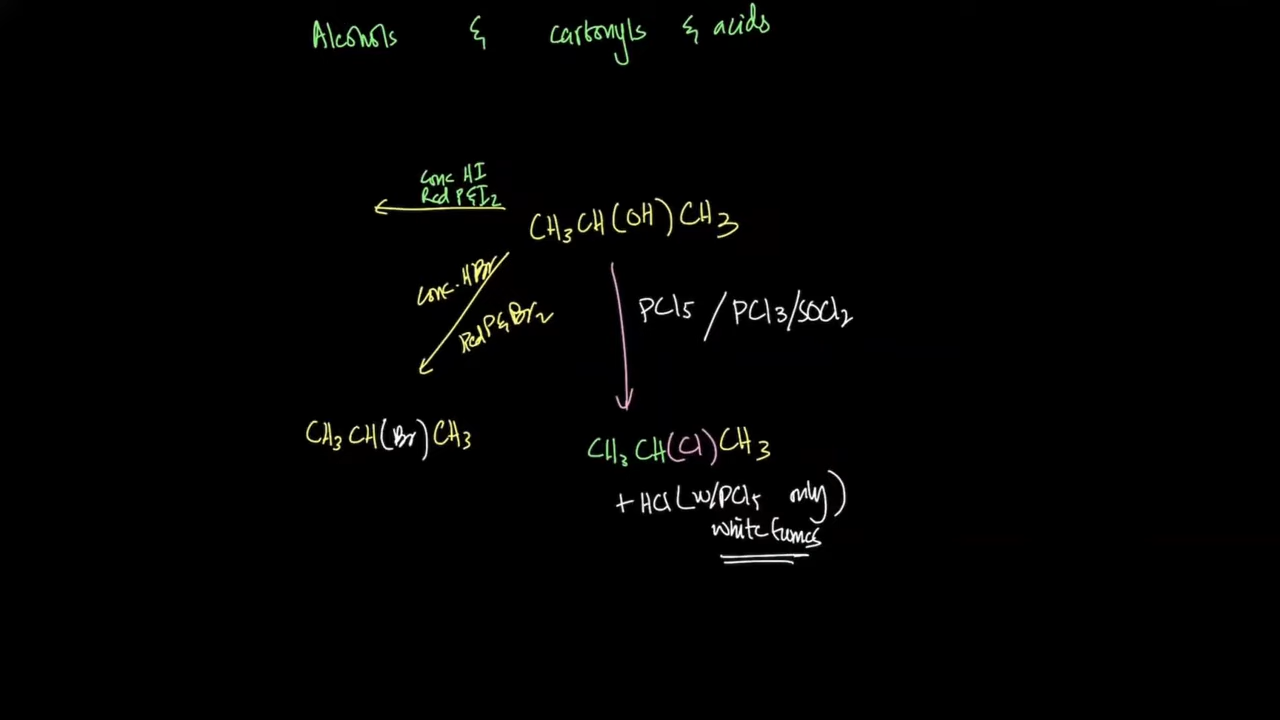 Alcohols & carbonyls & acids
conc HI
Red P & I2
CH3CH(OH)CH3
conc. HBr
Red P & Br2
PCl5 / PCl3/SOCl2
CH3CH(Br)CH3
CH3CH(Cl)CH3
+ HCl (w/PCl5 only)
white fumes